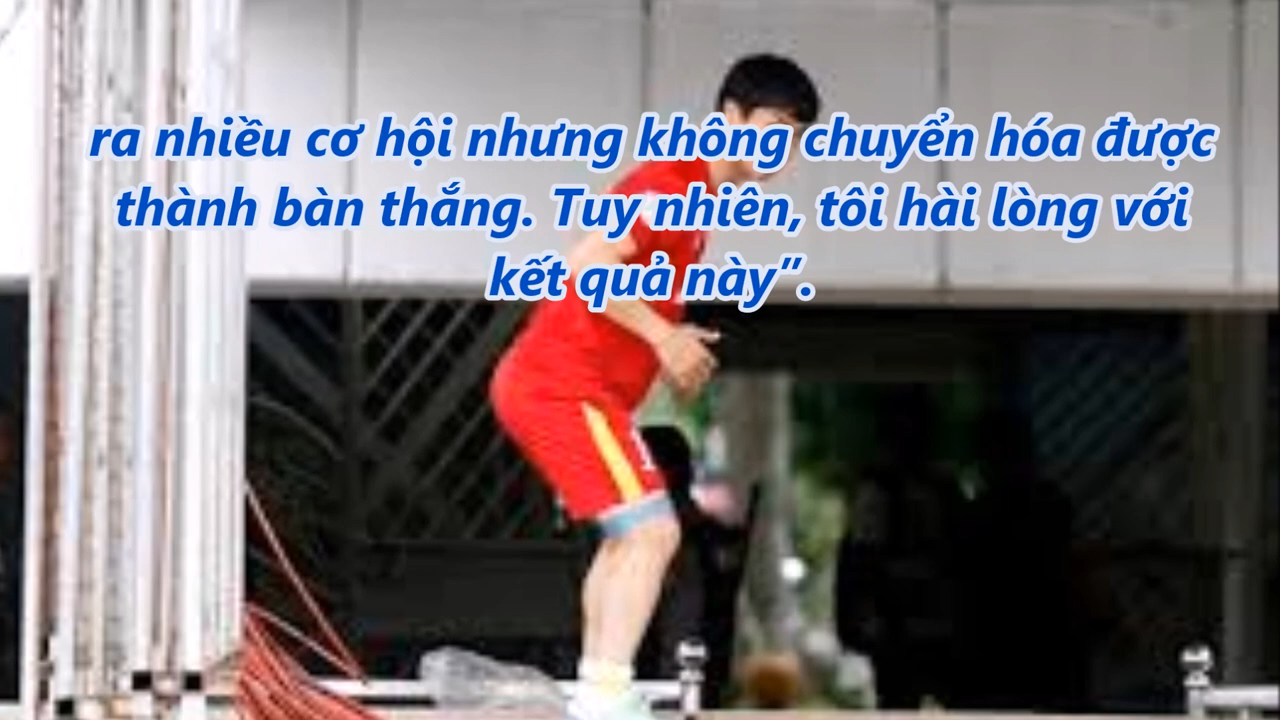 ra nhiều cơ hội nhưng không chuyển hóa được
thành bàn thắng. Tuy nhiên, tôi hài lòng với
kết quả này”.